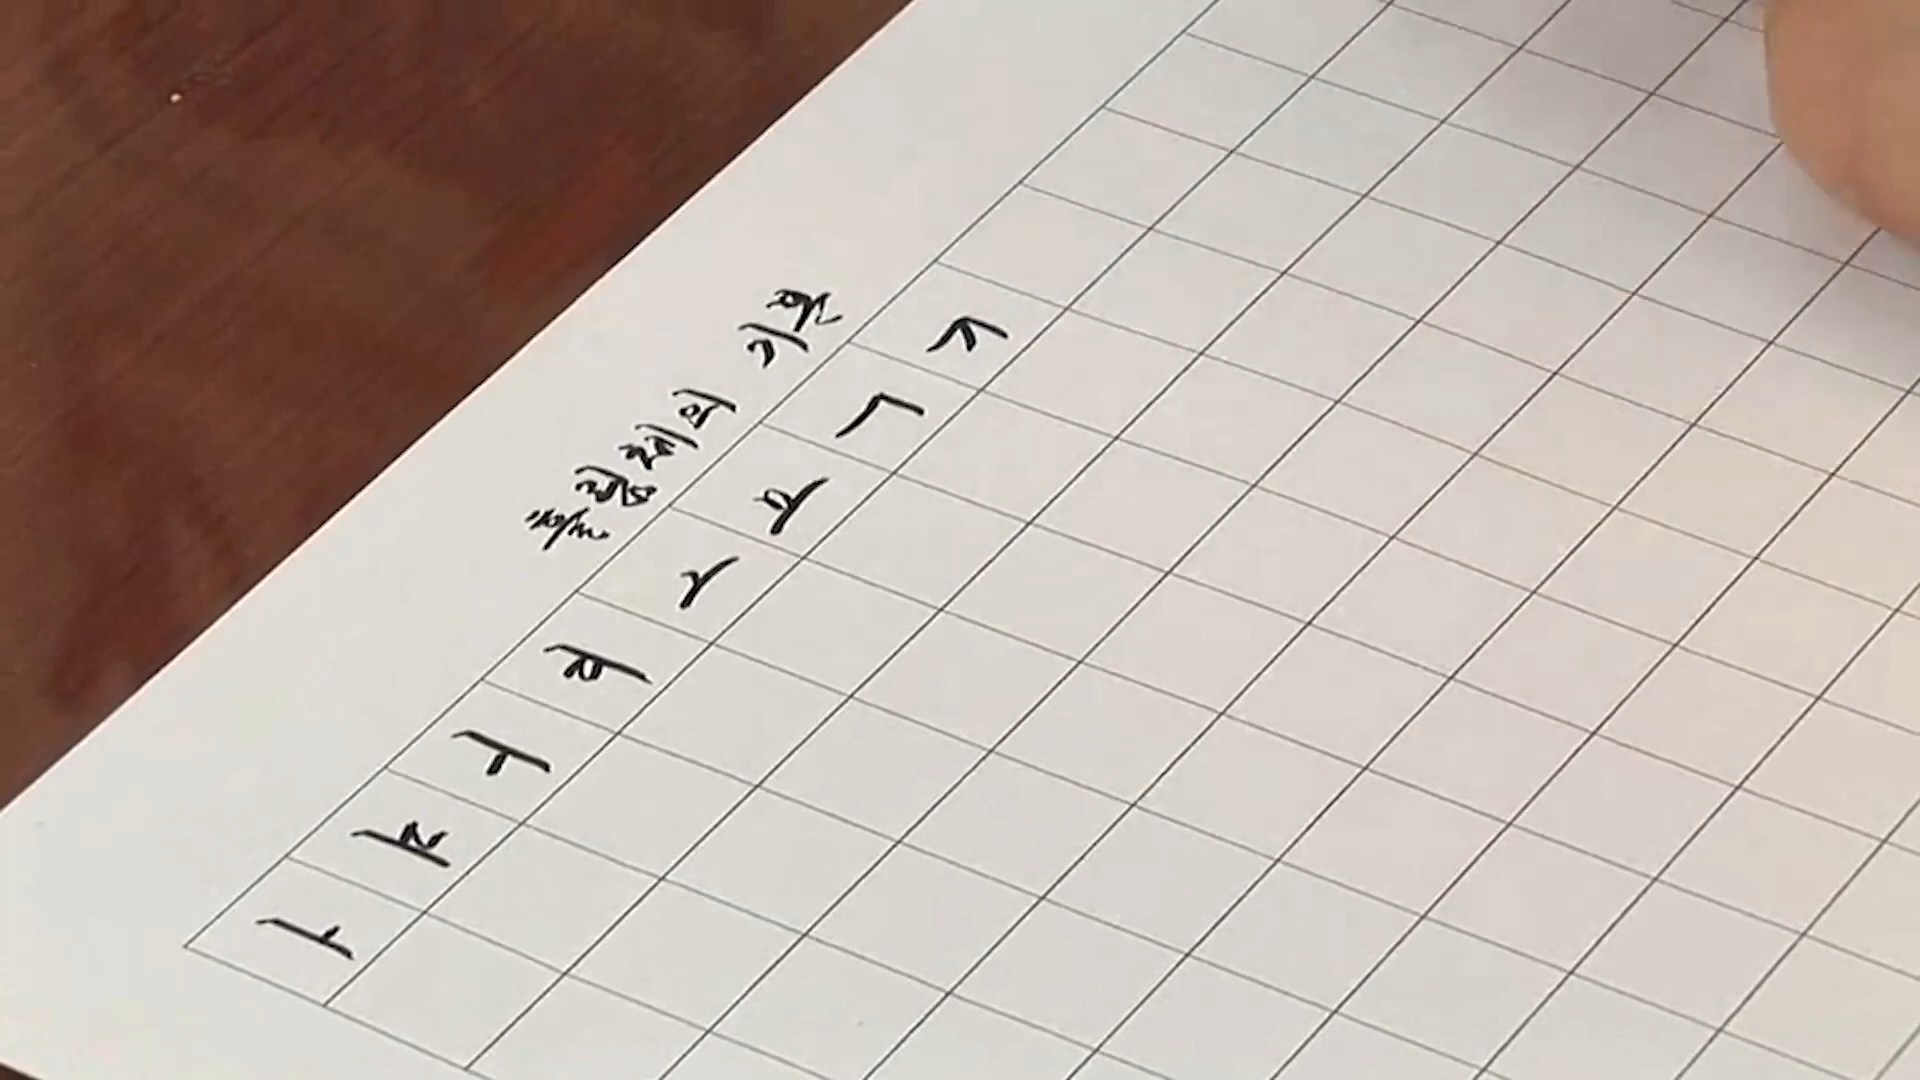 흘림체의 기본
ㅏ ㅑ ㅓ ㅕ ㅗ ㅛ ㅜ ㅠ